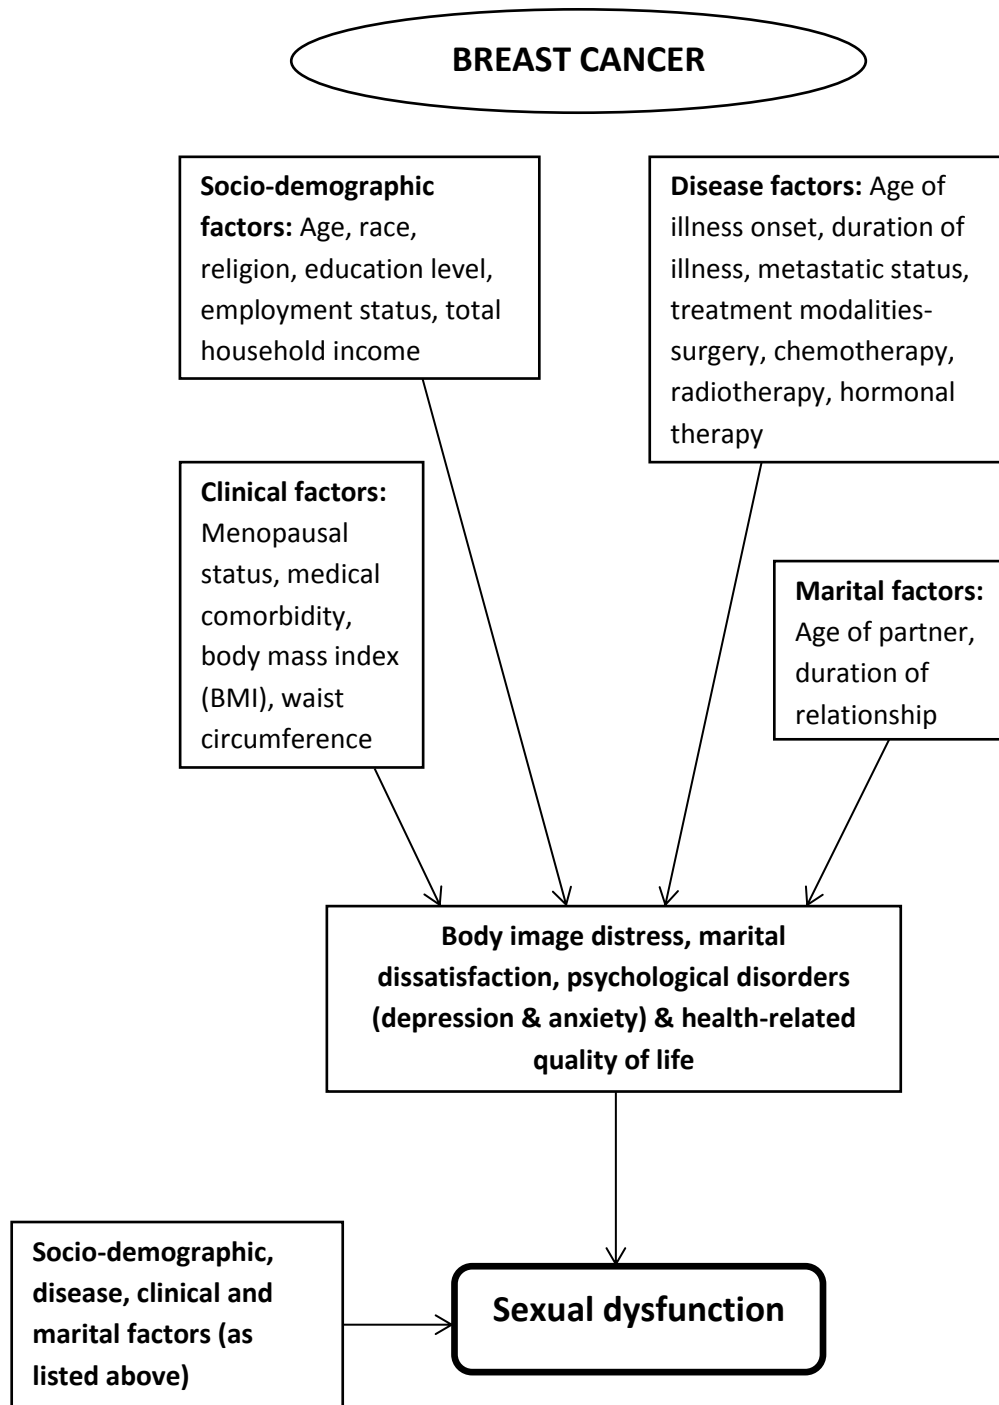 BREAST CANCER
Socio-demographic
factors: Age, race,
religion, education level,
employment status, total
household income
Disease factors: Age of
illness onset, duration of
illness, metastatic status,
treatment modalities-
surgery, chemotherapy,
radiotherapy, hormonal
therapy
Clinical factors:
Menopausal
status, medical
comorbidity,
body mass index
(BMI), waist
circumference
Marital factors:
Age of partner,
duration of
relationship
Body image distress, marital
dissatisfaction, psychological disorders
(depression & anxiety) & health-related
quality of life
Socio-demographic,
disease, clinical and
marital factors (as
listed above)
Sexual dysfunction